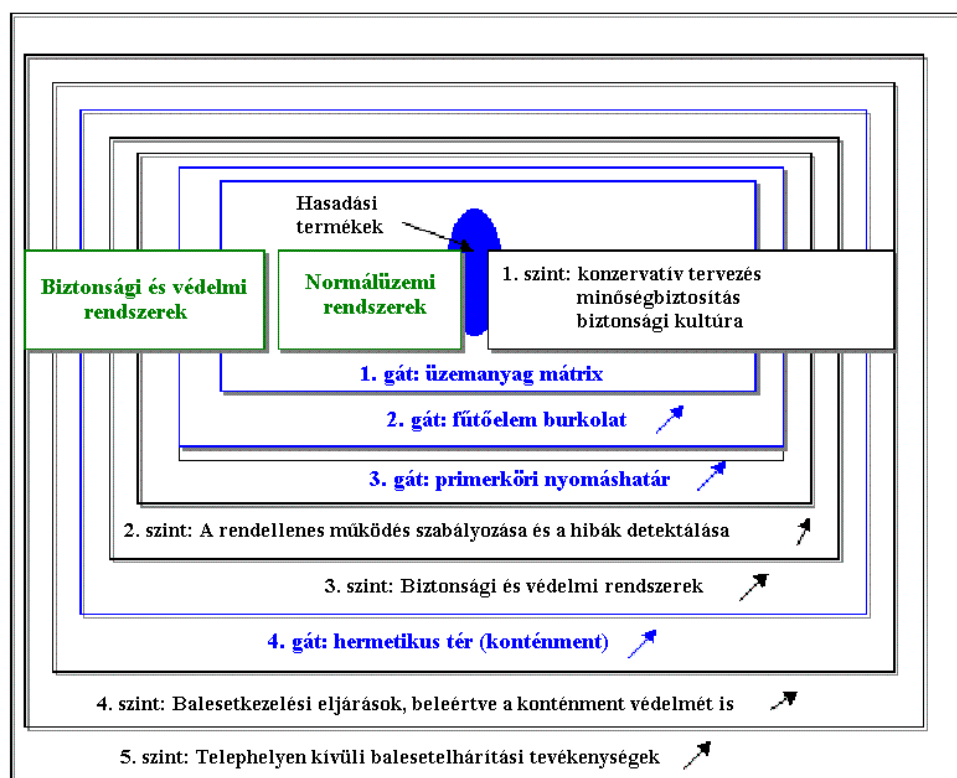 Hasadási
termékek
Biztonsági és védelmi
rendszerek
Normálüzemi
rendszerek
1. szint: konzervatív tervezés
minőségbiztosítás
biztonsági kultúra
1. gát: üzemanyag mátrix
2. gát: fűtőelem burkolat
3. gát: primerköri nyomáshatár
2. szint: A rendellenes működés szabályozása és a hibák detektálása
3. szint: Biztonsági és védelmi rendszerek
4. gát: hermetikus tér (konténment)
4. szint: Balesetkezelési eljárások, beleértve a konténment védelmét is
5. szint: Telephelyen kívüli balesetelhárítási tevékenységek